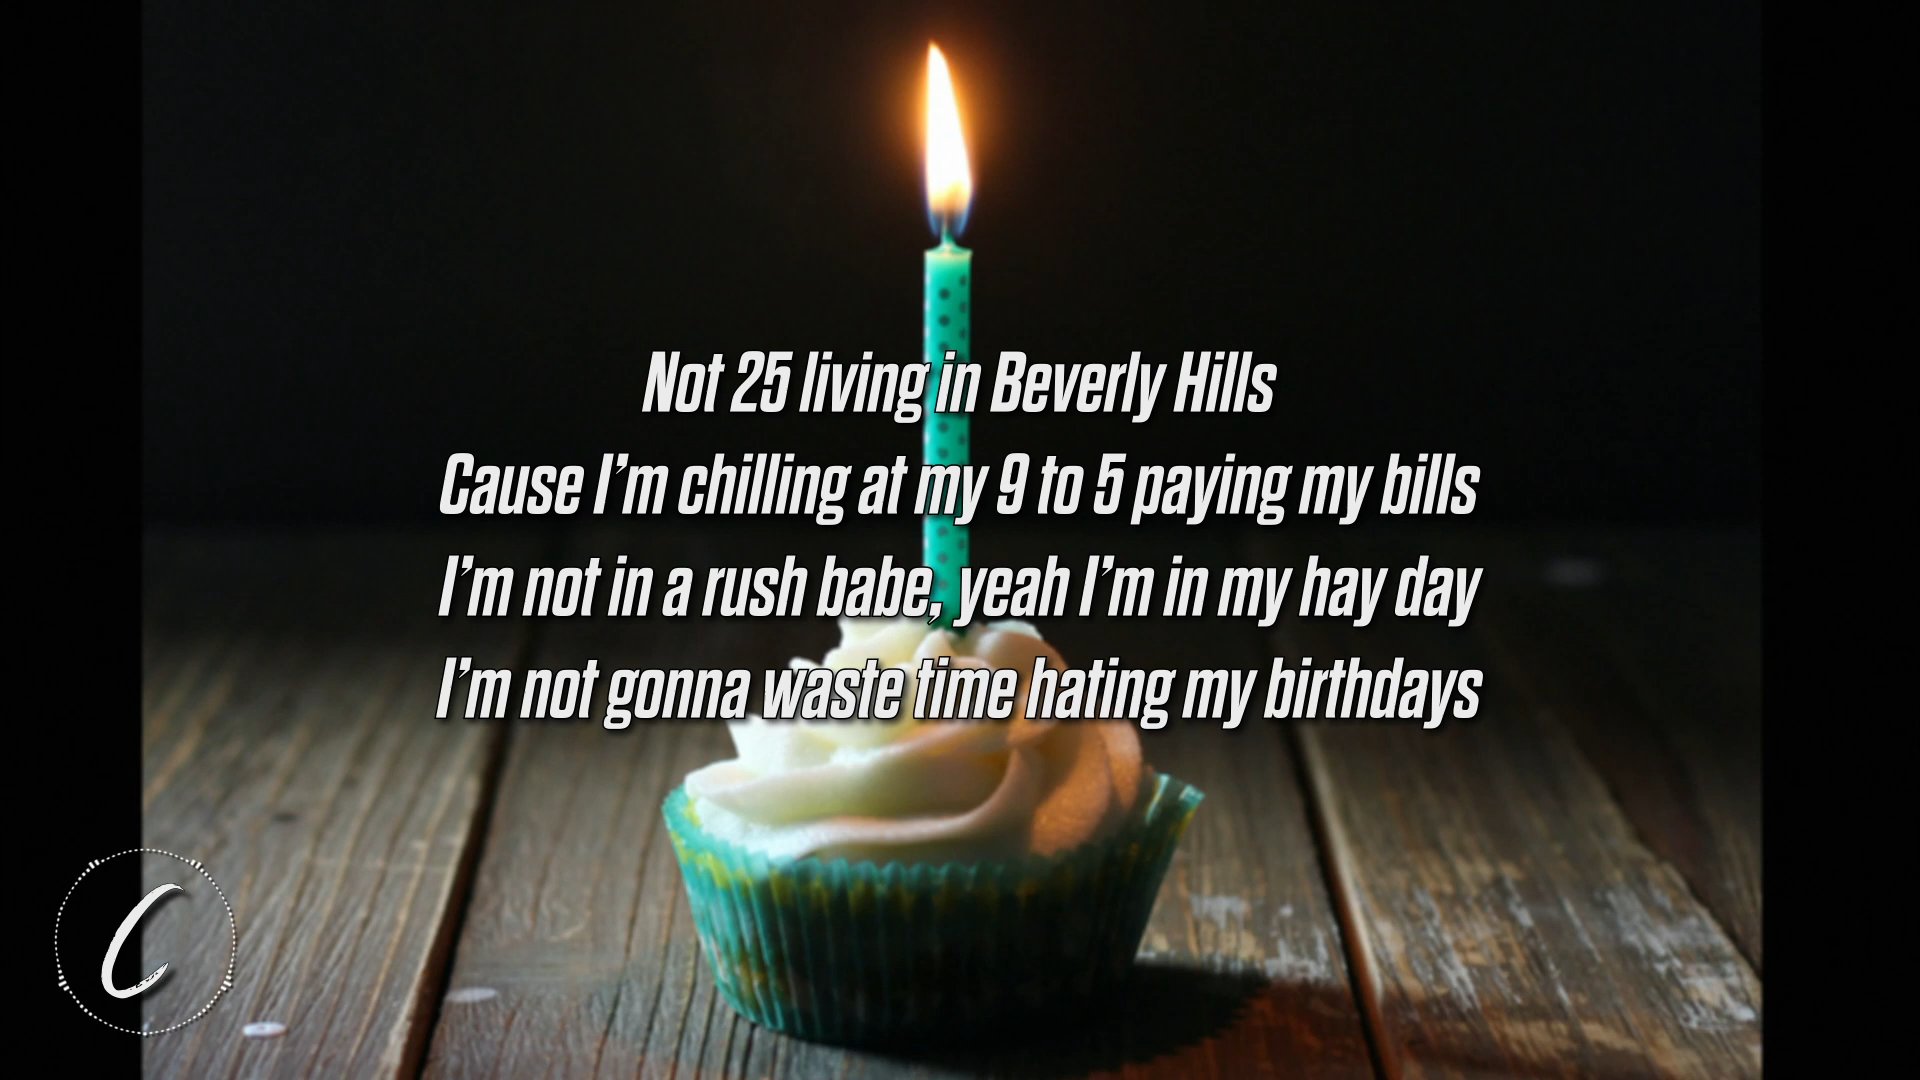 Not 25 living in Beverly Hills
Cause I'm chilling at my 9 to 5 paying my bills
I'm not in a rush babe, yeah I'm in my hay day
I'm not gonna waste time hating my birthdays
C